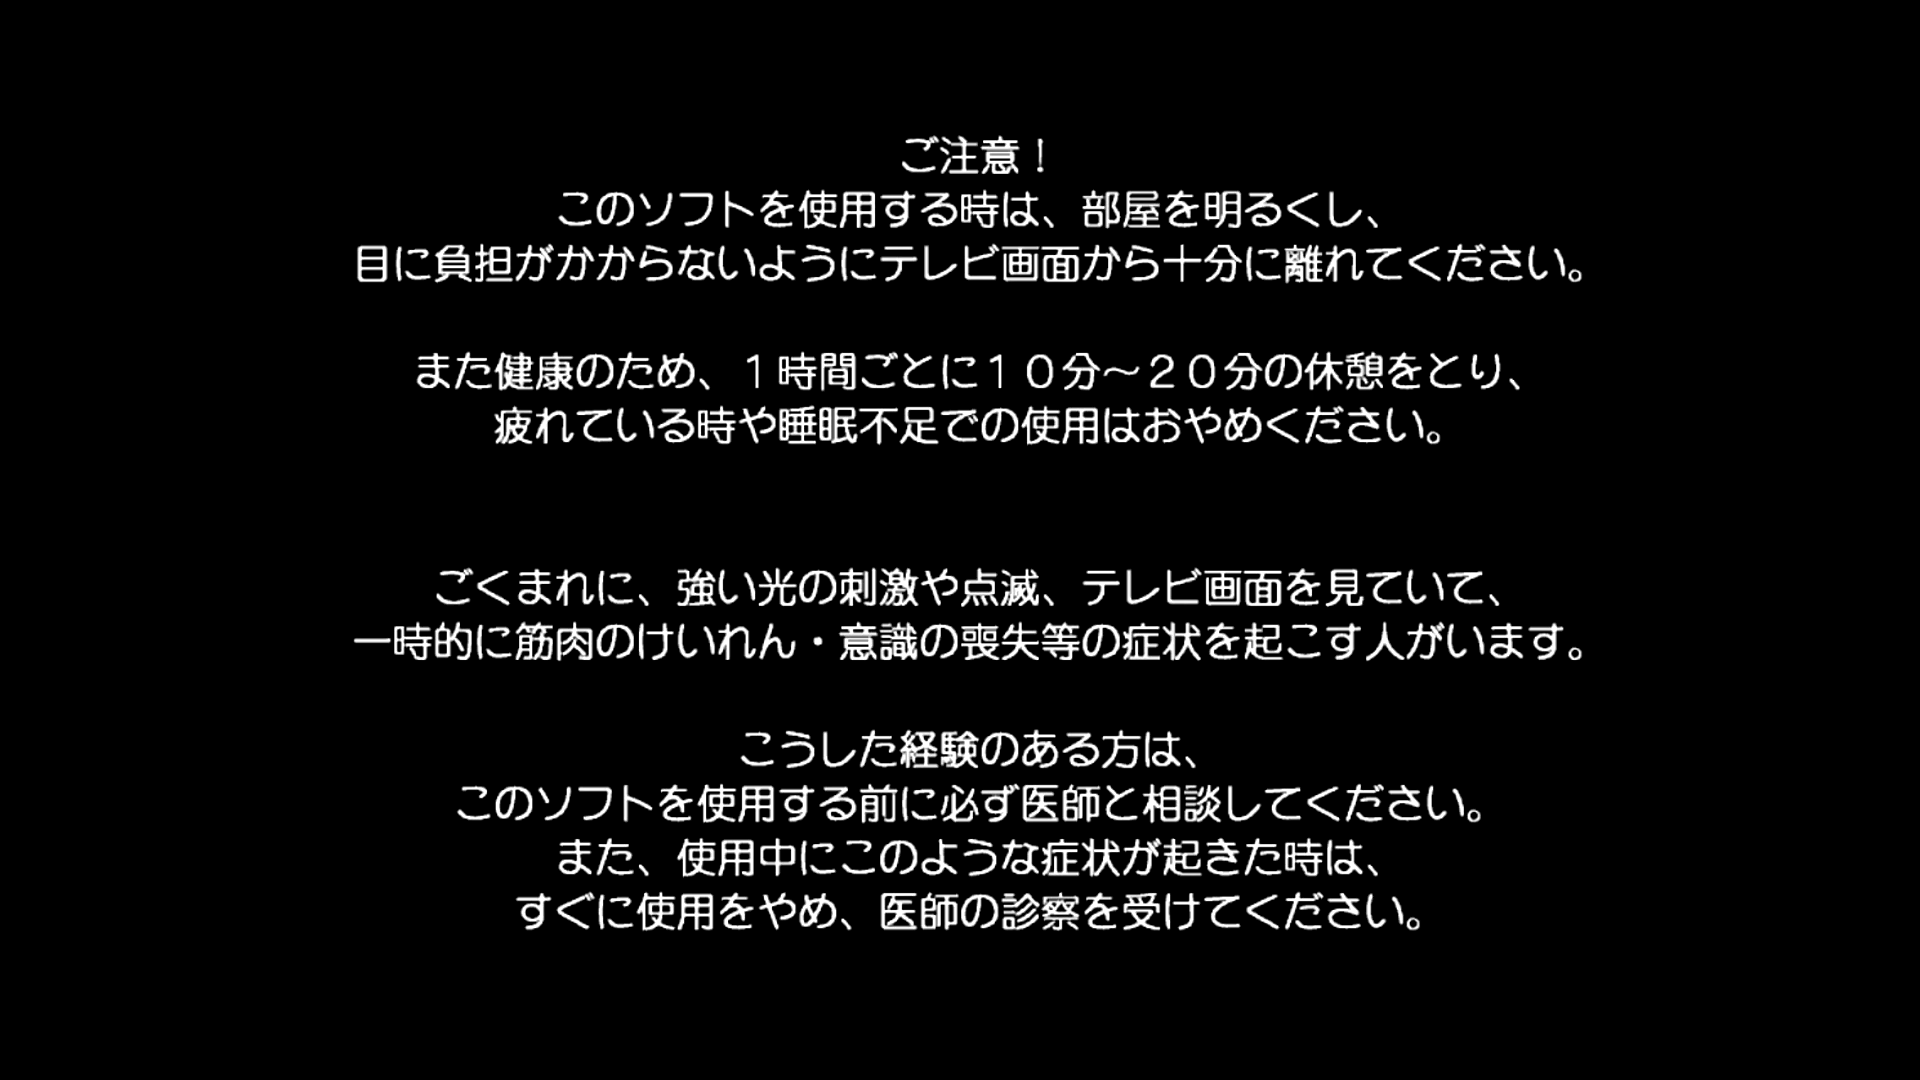 ご注意！
このソフトを使用する時は、部屋を明るくし、
目に負担がかからないようにテレビ画面から十分に離れてください。
また健康のため、１時間ごとに１０分～２０分の休憩をとり、
疲れている時や睡眠不足での使用はおやめください。
ごくまれに、強い光の刺激や点滅、テレビ画面を見ていて、
一時的に筋肉のけいれん・意識の喪失等の症状を起こす人がいます。
こうした経験のある方は、
このソフトを使用する前に必ず医師と相談してください。
また、使用中にこのような症状が起きた時は、
すぐに使用をやめ、医師の診察を受けてください。